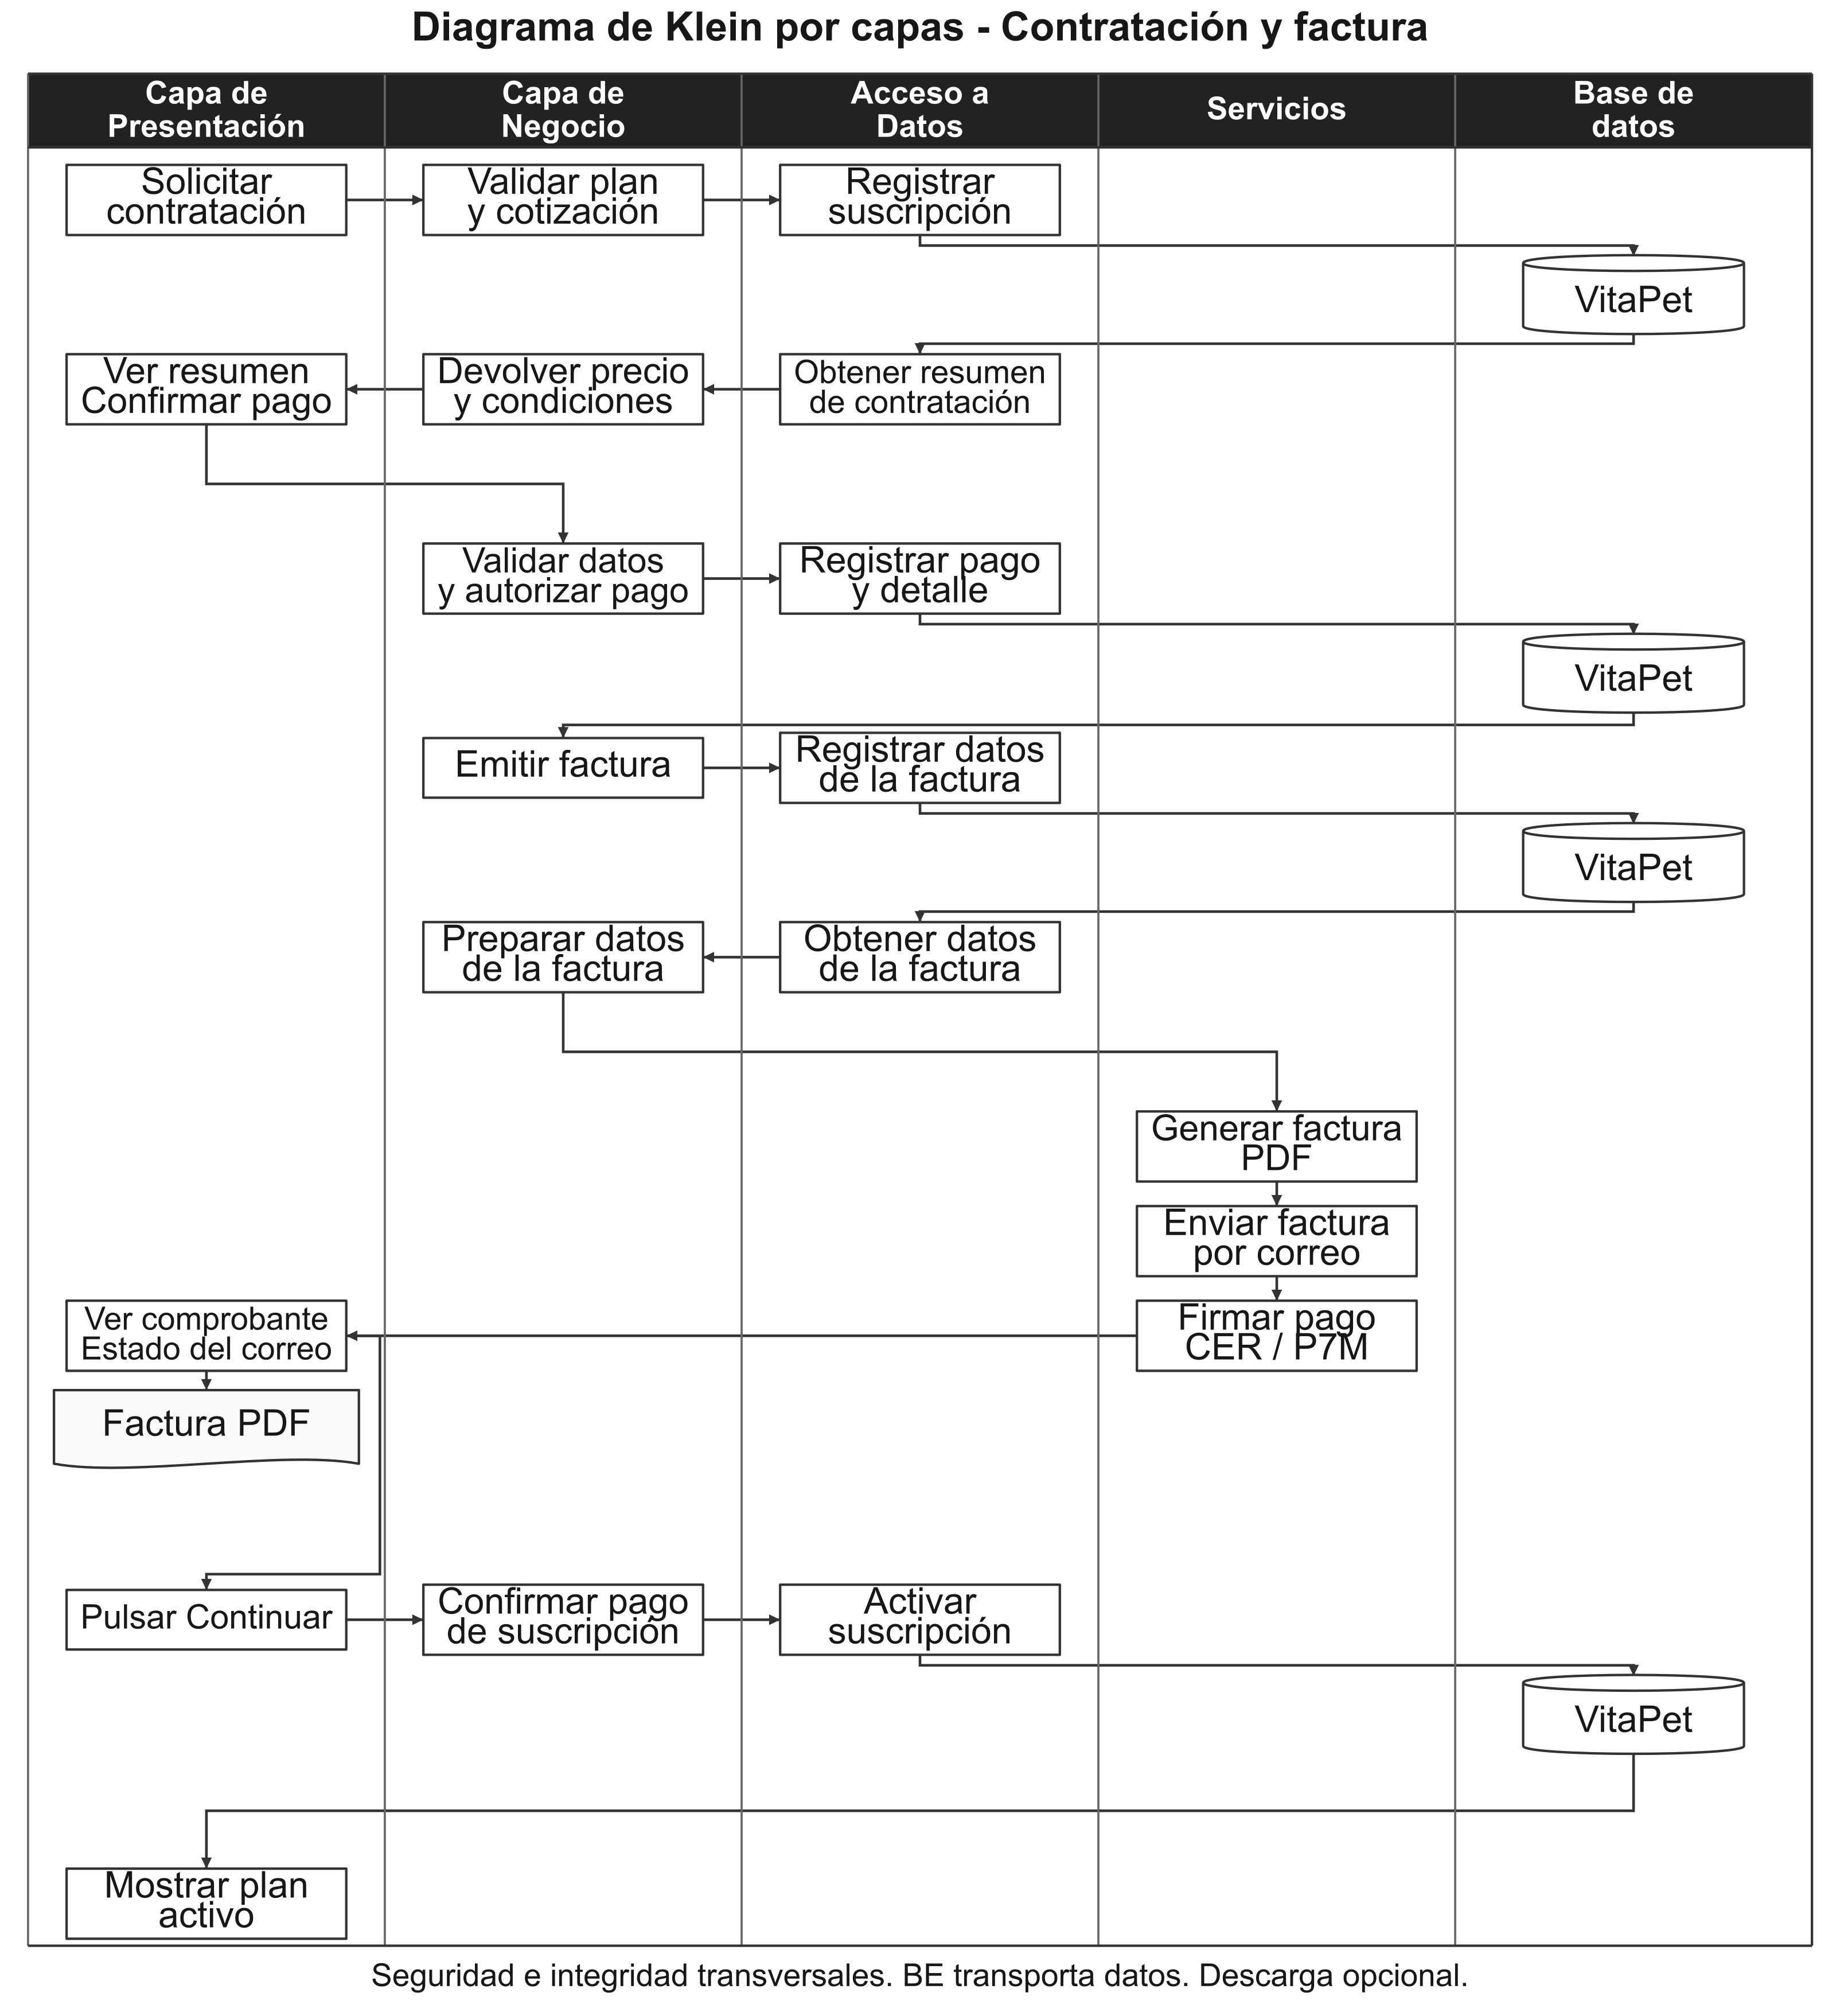 Diagrama de Klein por capas - Contratación y factura
Capa de
Presentación
Capa de
Negocio
Acceso a
Datos
Servicios
Base de
datos
Solicitar
contratación
Validar plan
y cotización
Registrar
suscripción
VitaPet
Ver resumen
Confirmar pago
Devolver precio
y condiciones
Obtener resumen
de contratación
Validar datos
y autorizar pago
Registrar pago
y detalle
VitaPet
Emitir factura
Registrar datos
de la factura
VitaPet
Preparar datos
de la factura
Obtener datos
de la factura
Generar factura
PDF
Enviar factura
por correo
Ver comprobante
Estado del correo
Firmar pago
CER / P7M
Factura PDF
Pulsar Continuar
Confirmar pago
de suscripción
Activar
suscripción
VitaPet
Mostrar plan
activo
Seguridad e integridad transversales. BE transporta datos. Descarga opcional.